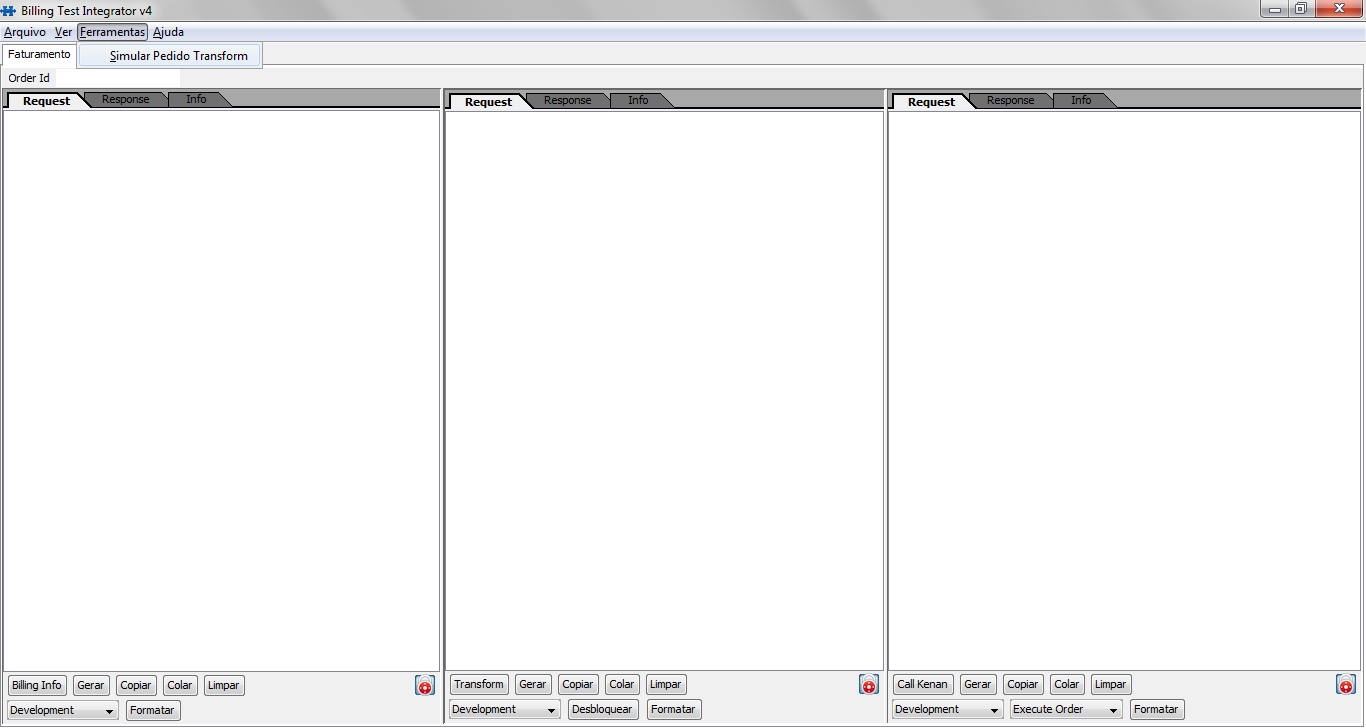 Billing Test Integrator v4
Arquivo Ver Ferramentas Ajuda
Faturamento Simular Pedido Transform
Order Id
Request Response Info Request Response Info Request Response Info
Billing Info Gerar Copiar Colar Limpar Transform Gerar Copiar Colar Limpar Call Kenan Gerar Copiar Colar Limpar
Development Formatar Development Desbloquear Formatar Development Execute Order Formatar